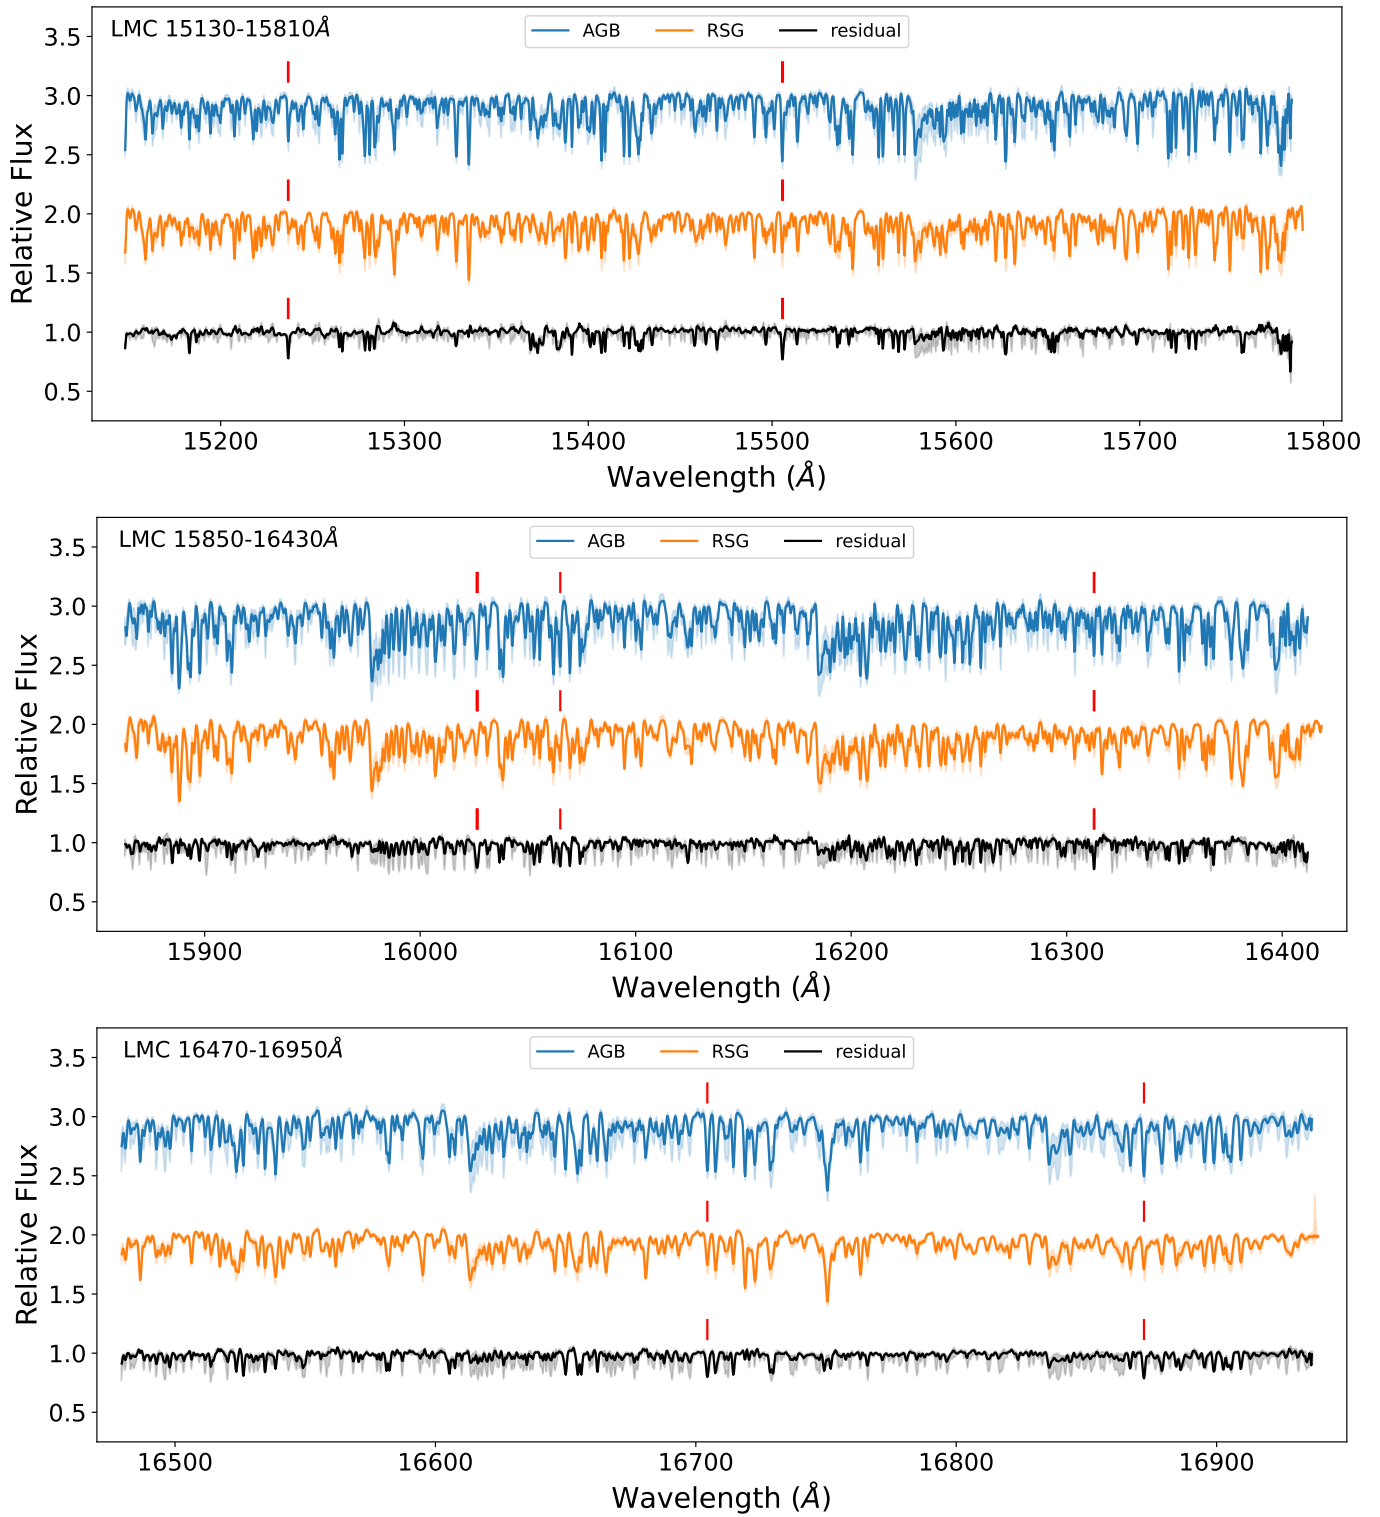 LMC 15130-15810Å
AGB RSG residual
3.5
3.0
2.5
2.0
1.5
1.0
0.5
Relative Flux
15200 15300 15400 15500 15600 15700 15800
Wavelength (Å)
LMC 15850-16430Å
AGB RSG residual
3.5
3.0
2.5
2.0
1.5
1.0
0.5
Relative Flux
15900 16000 16100 16200 16300 16400
Wavelength (Å)
LMC 16470-16950Å
AGB RSG residual
3.5
3.0
2.5
2.0
1.5
1.0
0.5
Relative Flux
16500 16600 16700 16800 16900
Wavelength (Å)